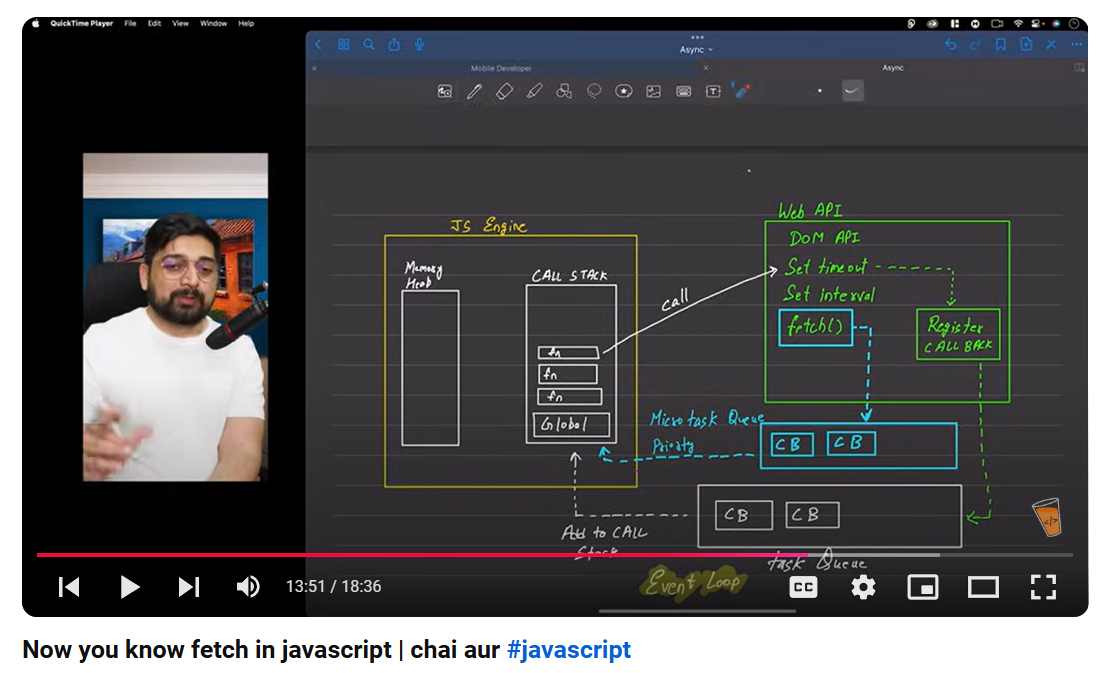 QuickTime Player File Edit View Window Help
Async
Mobile Developer
Async
Web API
JS Engine
DOM API
Memory
Heap
CALL STACK
call
Set timeout
Set interval
fetch()
Register
CALL BACK
fn
fn
fn
Global
Micro task Queue
Priority
CB CB
CB CB
Add to CALL
Stack
task Queue
Event Loop
</>
13:51 / 18:36
CC
Now you know fetch in javascript | chai aur #javascript